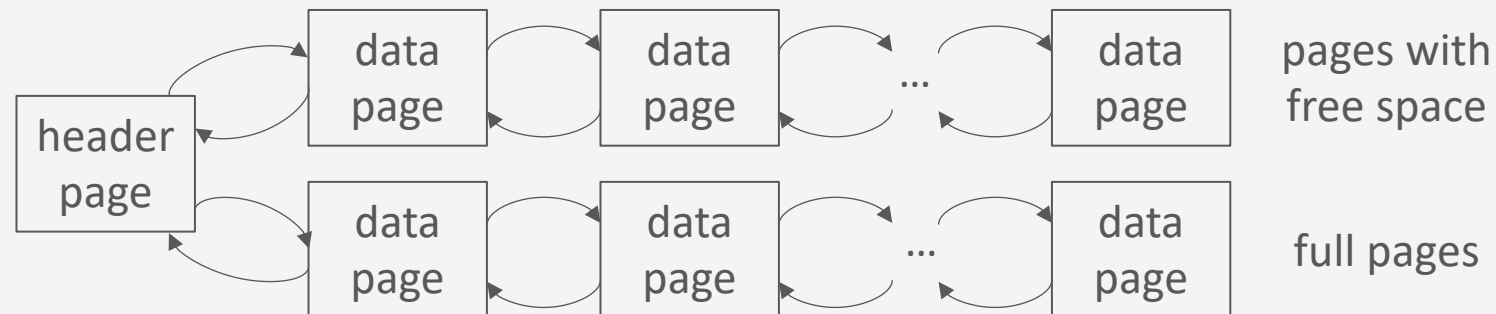 header
page
data
page
data
page
...
data
page
pages with
free space
data
page
data
page
...
data
page
full pages